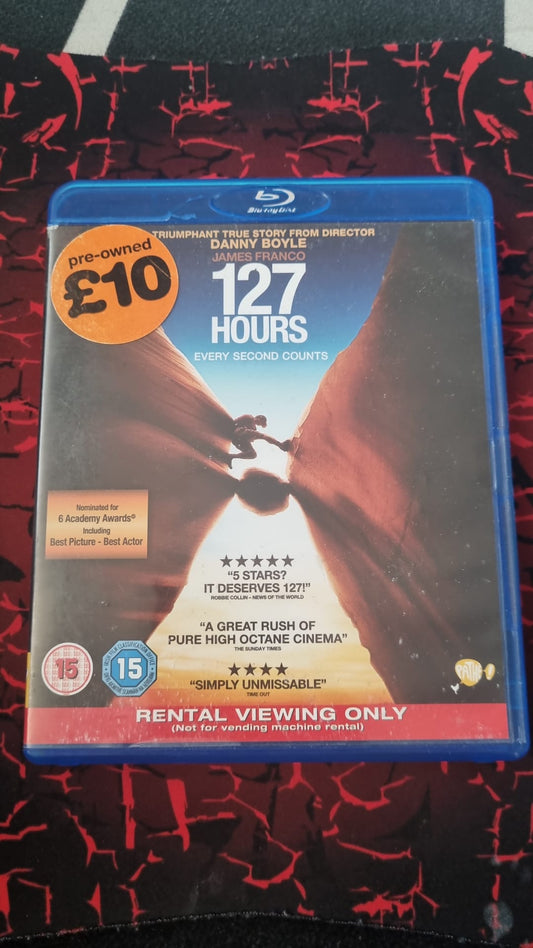 Blu-ray Disc
TRIUMPHANT TRUE STORY FROM DIRECTOR
DANNY BOYLE
JAMES FRANCO
pre-owned
£10
127
HOURS
EVERY SECOND COUNTS
Nominated for
6 Academy Awards®
Including
Best Picture - Best Actor
★★★★★
“5 STARS?
IT DESERVES 127!”
ROBBIE COLLIN - NEWS OF THE WORLD
“A GREAT RUSH OF
PURE HIGH OCTANE CINEMA”
THE SUNDAY TIMES
★★★★
“SIMPLY UNMISSABLE”
TIME OUT
15
15
PATHE
RENTAL VIEWING ONLY
(Not for vending machine rental)